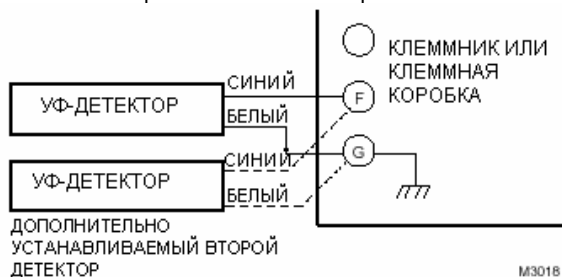 КЛЕММНИК ИЛИ
КЛЕММНАЯ
КОРОБКА
СИНИЙ
F
УФ-ДЕТЕКТОР
БЕЛЫЙ
G
СИНИЙ
УФ-ДЕТЕКТОР
БЕЛЫЙ
ДОПОЛНИТЕЛЬНО
УСТАНАВЛИВАЕМЫЙ ВТОРОЙ
ДЕТЕКТОР
M3018